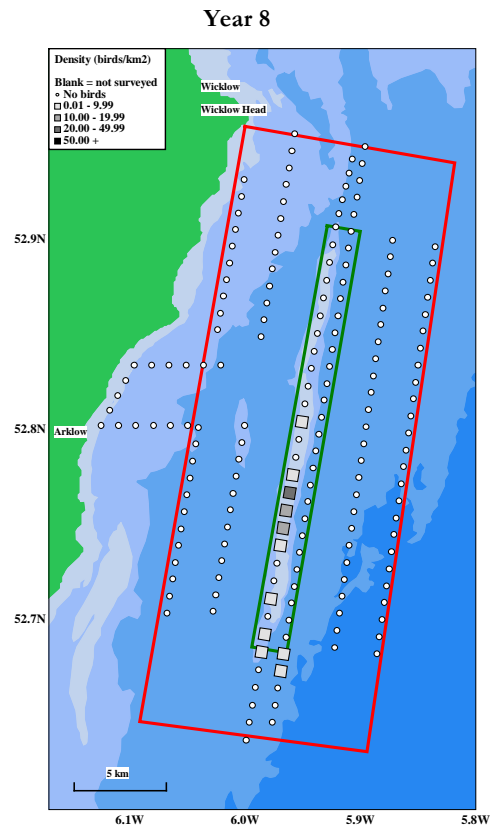 Year 8
Density (birds/km2)
Blank = not surveyed
No birds
0.01 - 9.99
10.00 - 19.99
20.00 - 49.99
50.00 +
Wicklow
Wicklow Head
52.9N
52.8N
Arklow
52.7N
5 km
6.1W
6.0W
5.9W
5.8W